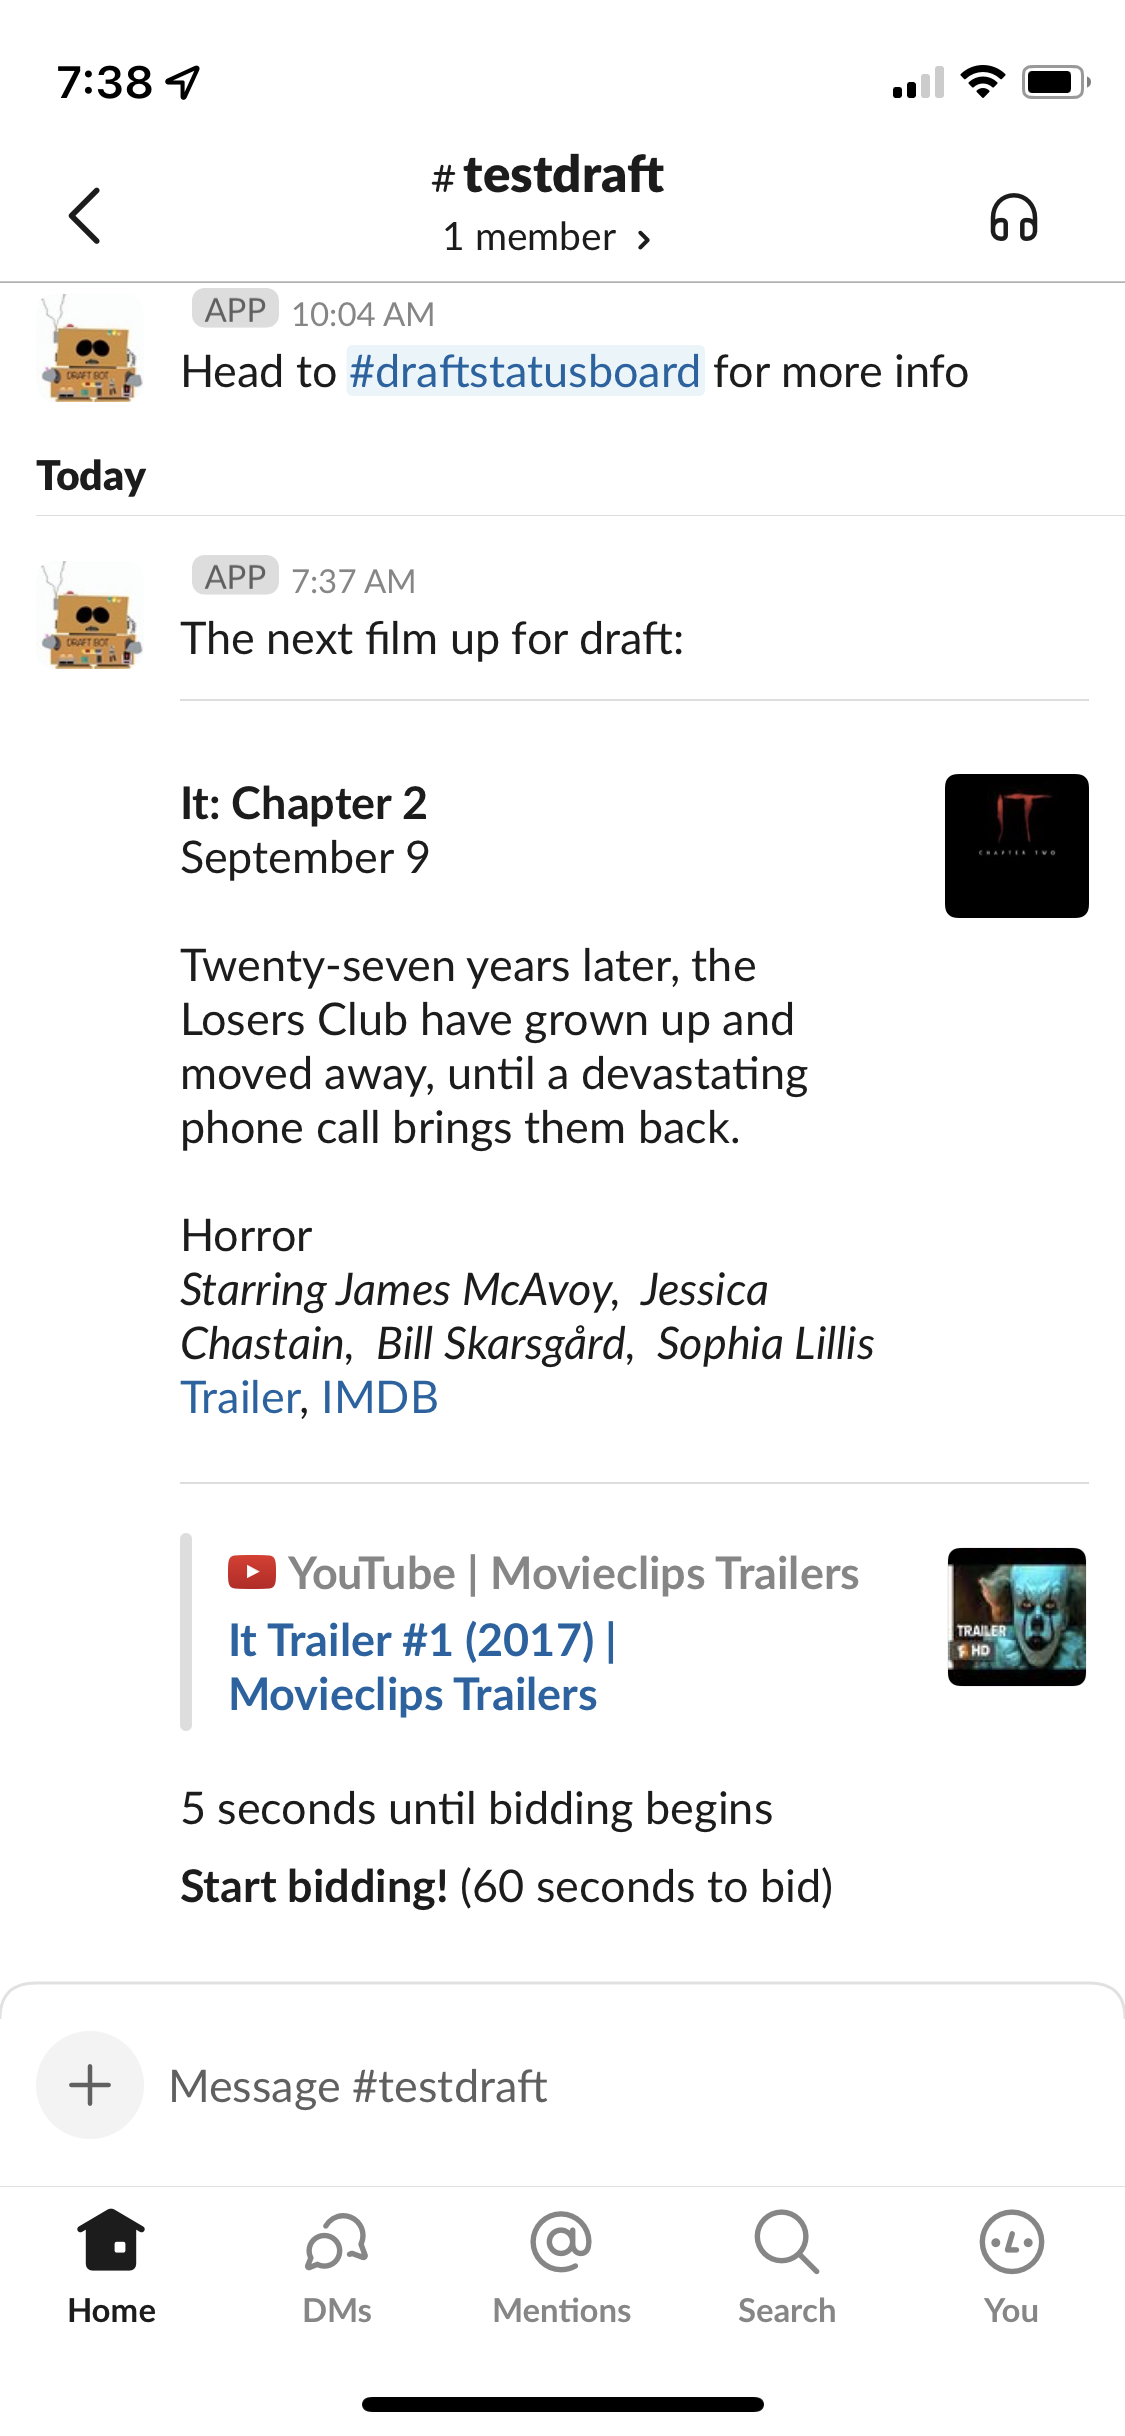 7:38
# testdraft
1 member >
APP 10:04 AM
DRAFT BOT
Head to #draftstatusboard for more info
Today
APP 7:37 AM
DRAFT BOT
The next film up for draft:
It: Chapter 2
September 9
IT
CHAPTER TWO
Twenty-seven years later, the
Losers Club have grown up and
moved away, until a devastating
phone call brings them back.
Horror
Starring James McAvoy, Jessica
Chastain, Bill Skarsgård, Sophia Lillis
Trailer, IMDB
YouTube | Movieclips Trailers
It Trailer #1 (2017) |
Movieclips Trailers
TRAILER
HD
5 seconds until bidding begins
Start bidding! (60 seconds to bid)
Message #testdraft
Home
DMs
Mentions
Search
You